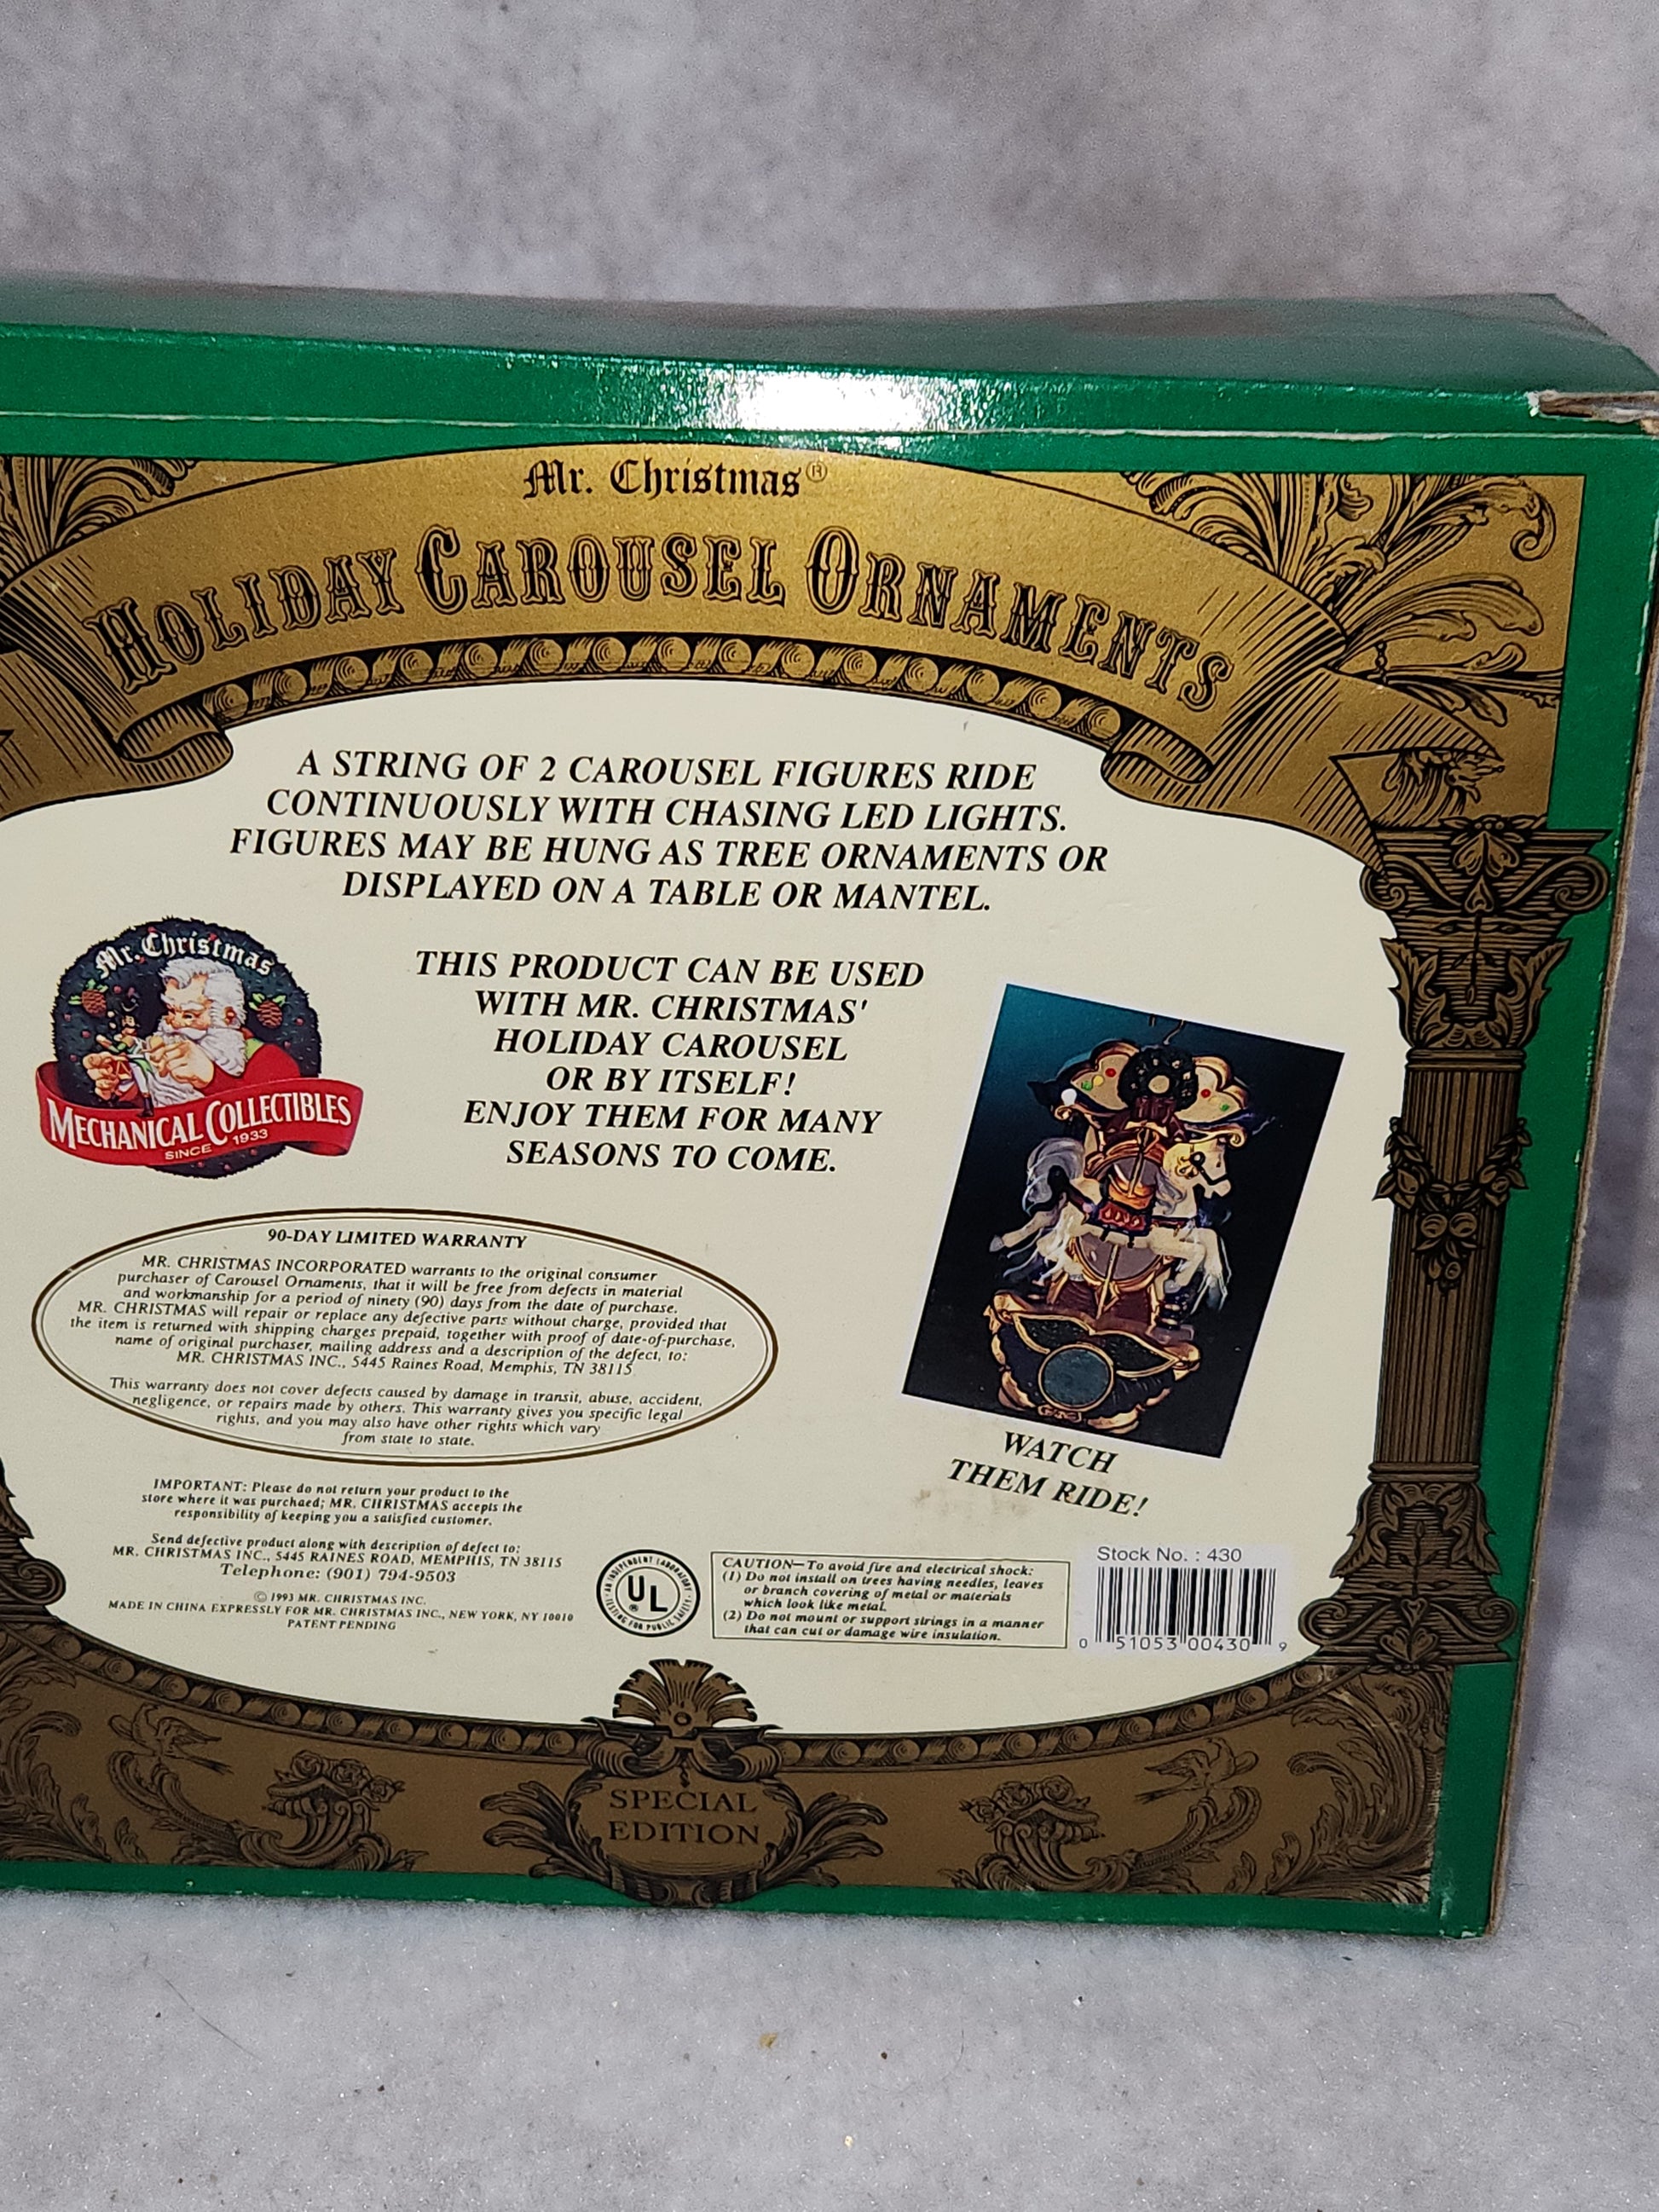 Mr. Christmas®
HOLIDAY CAROUSEL ORNAMENTS
A STRING OF 2 CAROUSEL FIGURES RIDE
CONTINUOUSLY WITH CHASING LED LIGHTS.
FIGURES MAY BE HUNG AS TREE ORNAMENTS OR
DISPLAYED ON A TABLE OR MANTEL.
Mr. Christmas
MECHANICAL COLLECTIBLES
SINCE 1933
THIS PRODUCT CAN BE USED
WITH MR. CHRISTMAS'
HOLIDAY CAROUSEL
OR BY ITSELF!
ENJOY THEM FOR MANY
SEASONS TO COME.
WATCH
THEM RIDE!
90-DAY LIMITED WARRANTY
MR. CHRISTMAS INCORPORATED warrants to the original consumer
purchaser of Carousel Ornaments, that it will be free from defects in material
and workmanship for a period of ninety (90) days from the date of purchase.
MR. CHRISTMAS will repair or replace any defective parts without charge, provided that
the item is returned with shipping charges prepaid, together with proof of date-of-purchase,
name of original purchaser, mailing address and a description of the defect, to:
MR. CHRISTMAS INC., 5445 Raines Road, Memphis, TN 38115
This warranty does not cover defects caused by damage in transit, abuse, accident,
negligence, or repairs made by others. This warranty gives you specific legal
rights, and you may also have other rights which vary
from state to state.
IMPORTANT: Please do not return your product to the
store where it was purchaed; MR. CHRISTMAS accepts the
responsibility of keeping you a satisfied customer.
Send defective product along with description of defect to:
MR. CHRISTMAS INC., 5445 RAINES ROAD, MEMPHIS, TN 38115
Telephone: (901) 794-9503
© 1993 MR. CHRISTMAS INC.
MADE IN CHINA EXPRESSLY FOR MR. CHRISTMAS INC., NEW YORK, NY 10010
PATENT PENDING
AN INDEPENDENT LABORATORY
UL
TESTING FOR PUBLIC SAFETY
CAUTION—To avoid fire and electrical shock:
(1) Do not install on trees having needles, leaves
or branch covering of metal or materials
which look like metal.
(2) Do not mount or support strings in a manner
that can cut or damage wire insulation.
Stock No. : 430
0 51053 00430 9
SPECIAL
EDITION